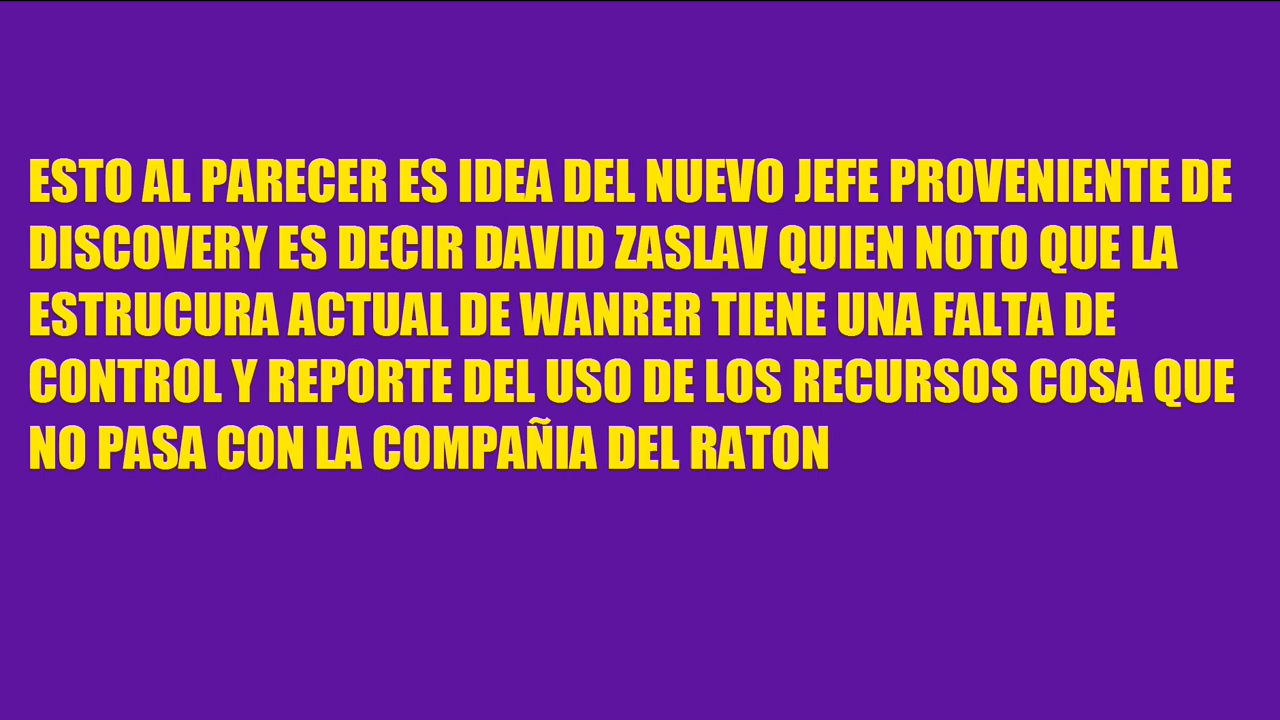 ESTO AL PARECER ES IDEA DEL NUEVO JEFE PROVENIENTE DE
DISCOVERY ES DECIR DAVID ZASLAV QUIEN NOTO QUE LA
ESTRUCURA ACTUAL DE WANRER TIENE UNA FALTA DE
CONTROL Y REPORTE DEL USO DE LOS RECURSOS COSA QUE
NO PASA CON LA COMPAÑIA DEL RATON